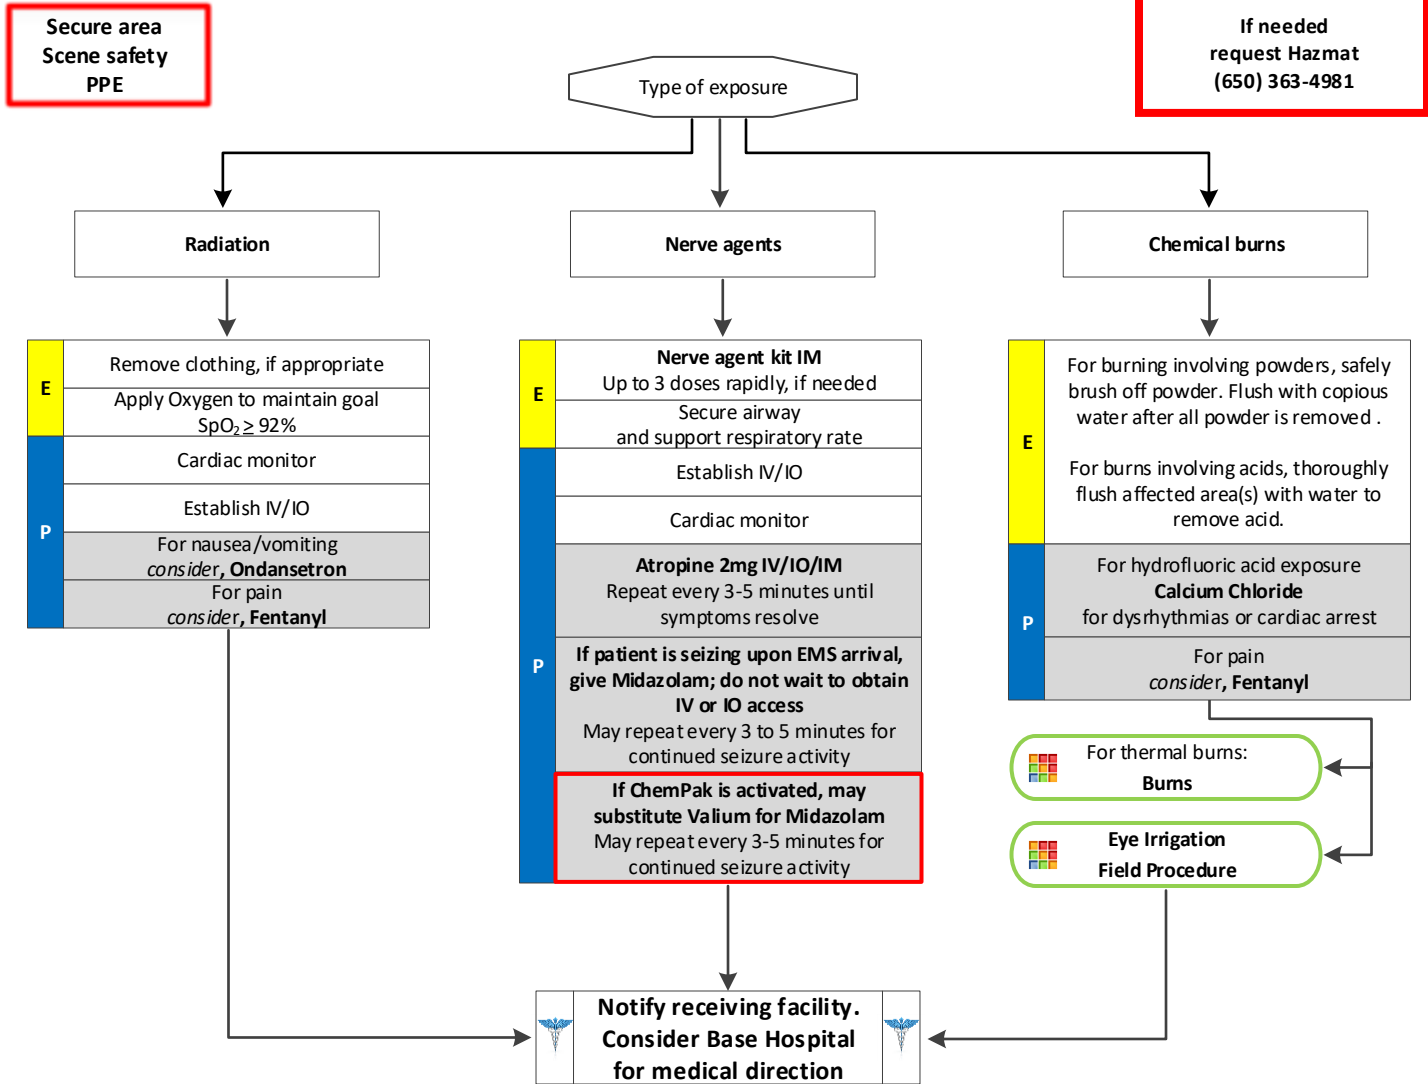 Secure area
Scene safety
PPE
If needed
request Hazmat
(650) 363-4981
Type of exposure
Radiation
Nerve agents
Chemical burns
E
Remove clothing, if appropriate
Apply Oxygen to maintain goal
SpO₂ ≥ 92%
P
Cardiac monitor
Establish IV/IO
For nausea/vomiting
consider, Ondansetron
For pain
consider, Fentanyl
E
Nerve agent kit IM
Up to 3 doses rapidly, if needed
Secure airway
and support respiratory rate
P
Establish IV/IO
Cardiac monitor
Atropine 2mg IV/IO/IM
Repeat every 3-5 minutes until
symptoms resolve
If patient is seizing upon EMS arrival,
give Midazolam; do not wait to obtain
IV or IO access
May repeat every 3 to 5 minutes for
continued seizure activity
If ChemPak is activated, may
substitute Valium for Midazolam
May repeat every 3-5 minutes for
continued seizure activity
E
For burning involving powders, safely
brush off powder. Flush with copious
water after all powder is removed .
For burns involving acids, thoroughly
flush affected area(s) with water to
remove acid.
P
For hydrofluoric acid exposure
Calcium Chloride
for dysrhythmias or cardiac arrest
For pain
consider, Fentanyl
For thermal burns:
Burns
Eye Irrigation
Field Procedure
Notify receiving facility.
Consider Base Hospital
for medical direction